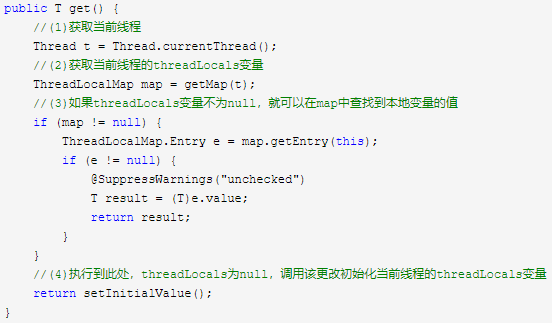 public T get() {
    //(1)获取当前线程
    Thread t = Thread.currentThread();
    //(2)获取当前线程的threadLocals变量
    ThreadLocalMap map = getMap(t);
    //(3)如果threadLocals变量不为null，就可以在map中查找到本地变量的值
    if (map != null) {
        ThreadLocalMap.Entry e = map.getEntry(this);
        if (e != null) {
            @SuppressWarnings("unchecked")
            T result = (T)e.value;
            return result;
        }
    }
    //(4)执行到此处，threadLocals为null，调用该更改初始化当前线程的threadLocals变量
    return setInitialValue();
}